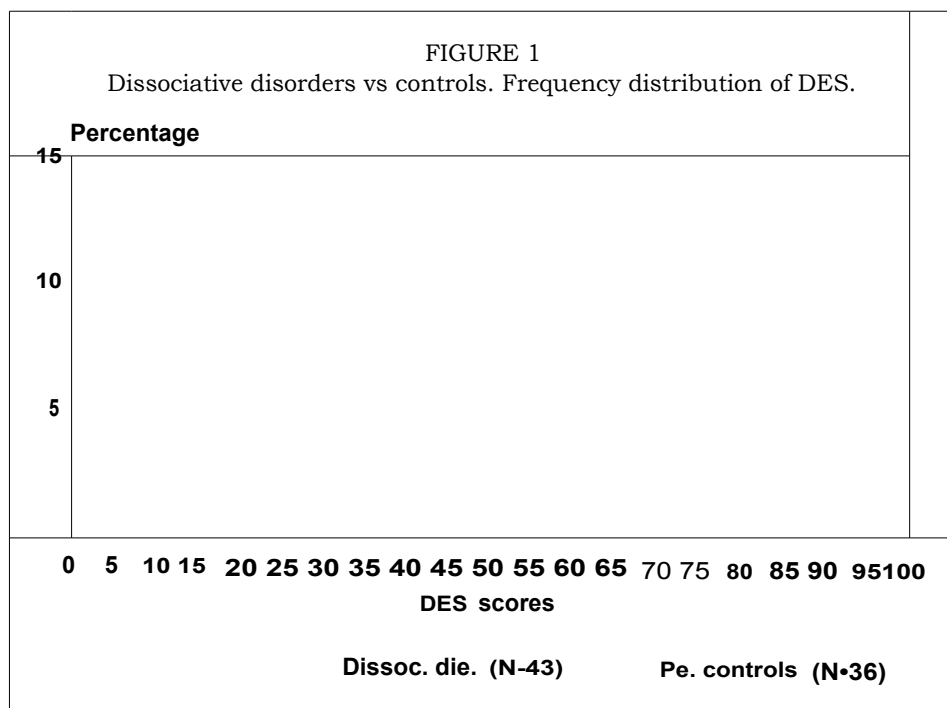 FIGURE 1
Dissociative disorders vs controls. Frequency distribution of DES.
Percentage
15
10
5
0 5 10 15 20 25 30 35 40 45 50 55 60 65 70 75 80 85 90 95100
DES scores
Dissoc. die. (N-43) Pe. controls (N•36)